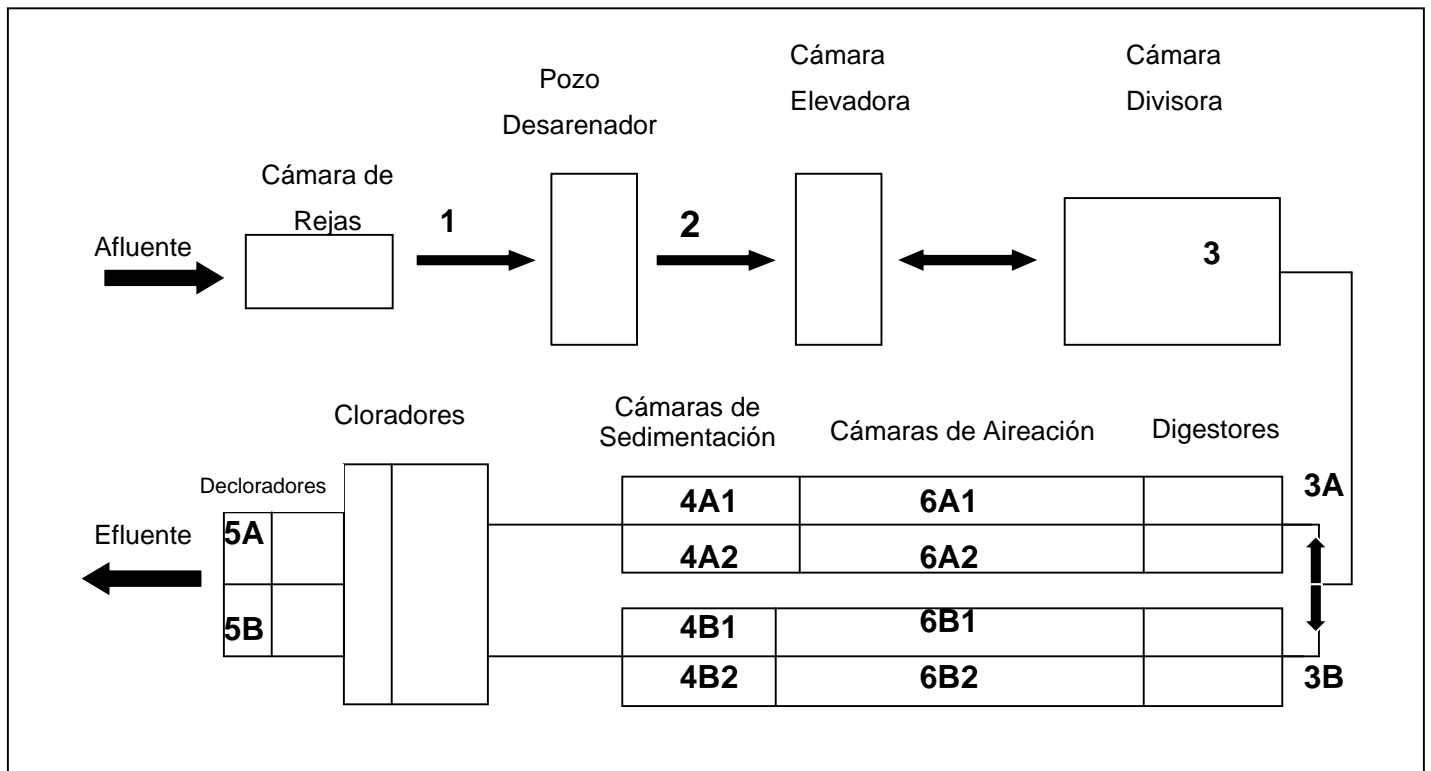 Cámara
Elevadora
Cámara
Divisora
Pozo
Desarenador
Cámara de
Rejas
Afluente
1
2
3
Cloradores
Cámaras de
Sedimentación
Cámaras de Aireación
Digestores
Decloradores
Efluente
5A
5B
4A1
6A1
3A
4A2
6A2
4B1
6B1
4B2
6B2
3B